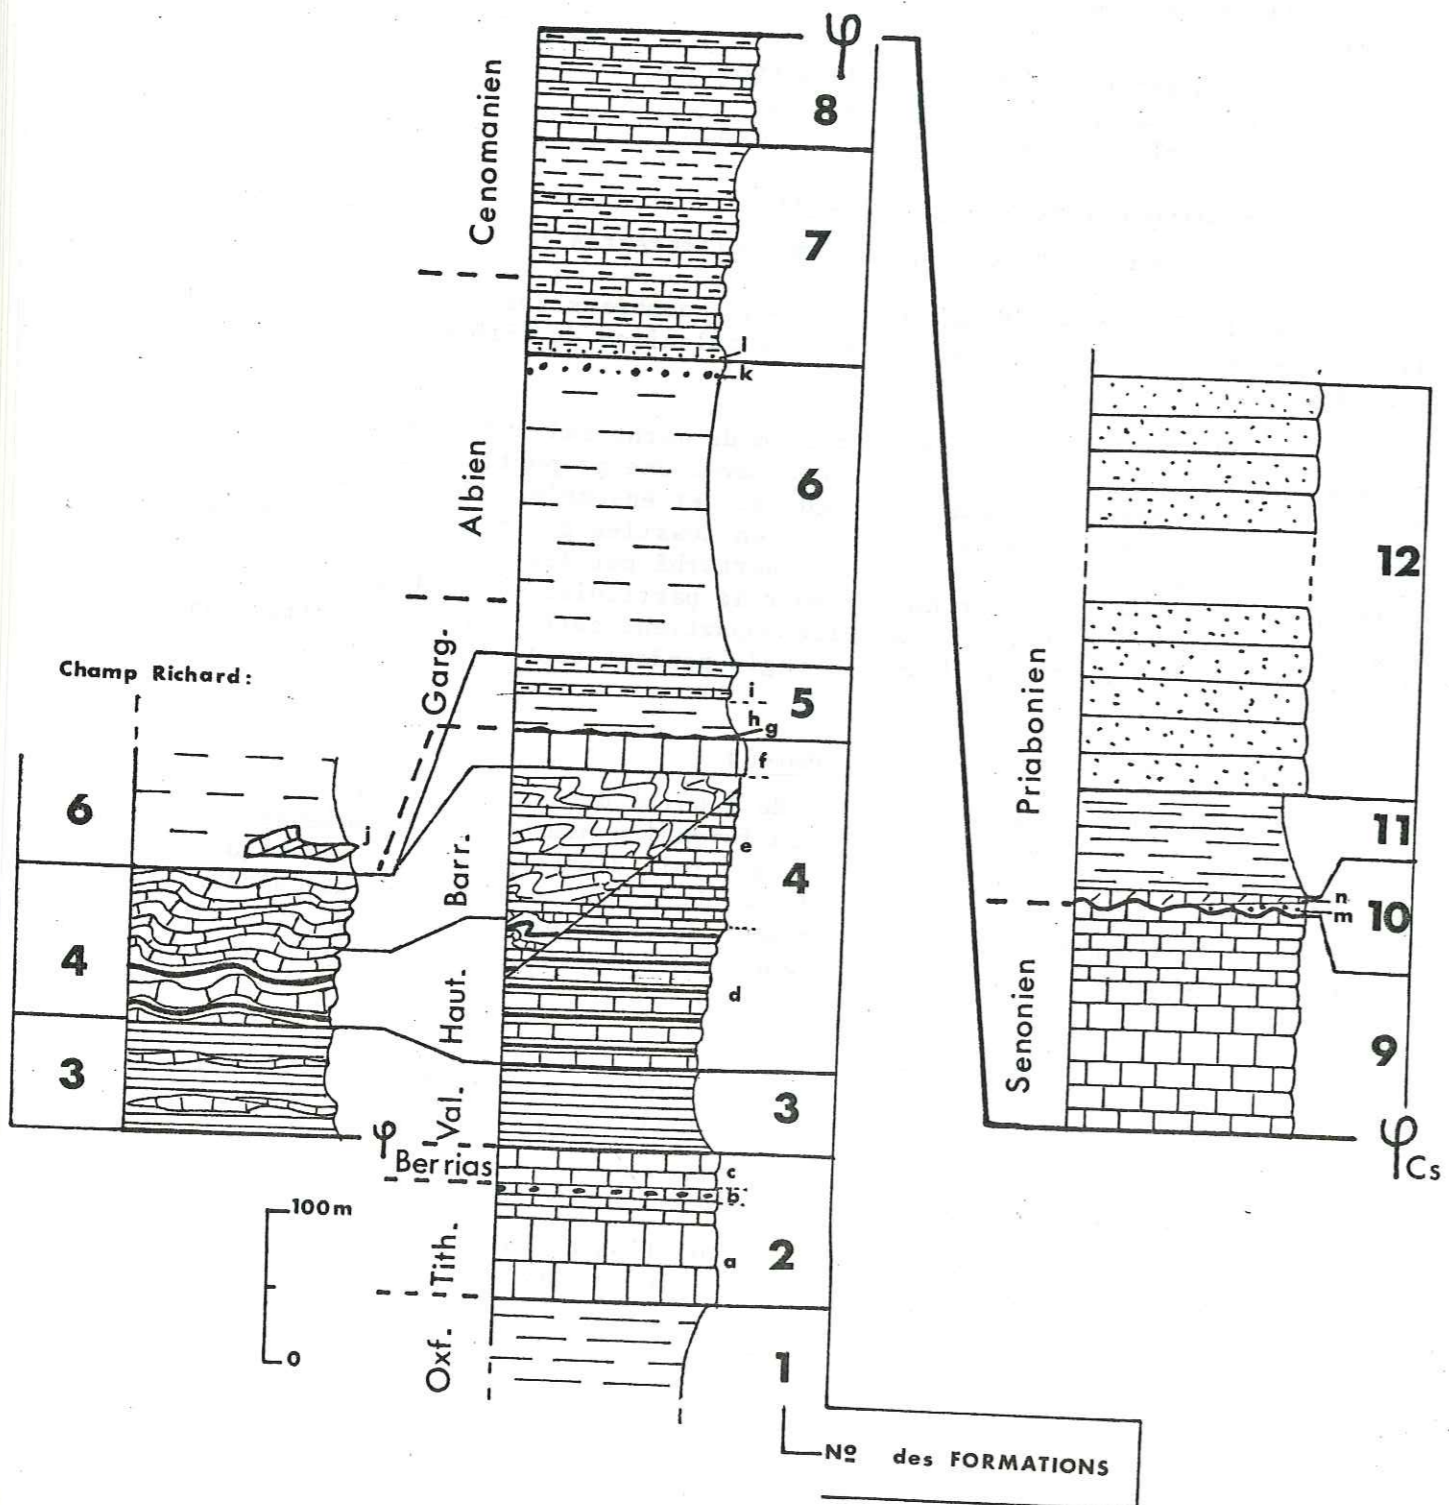 φ
Cenomanien
8
7
l
k
Albien
6
Garg.
i
5
h
g
f
Barr.
e
4
Haut.
d
Val.
3
Berrias
c
b
Tith.
a
2
Oxf.
1
Nº des FORMATIONS
Champ Richard:
6
j
4
3
φ
100m
0
12
Priabonien
11
n
m
10
Senonien
9
φCs